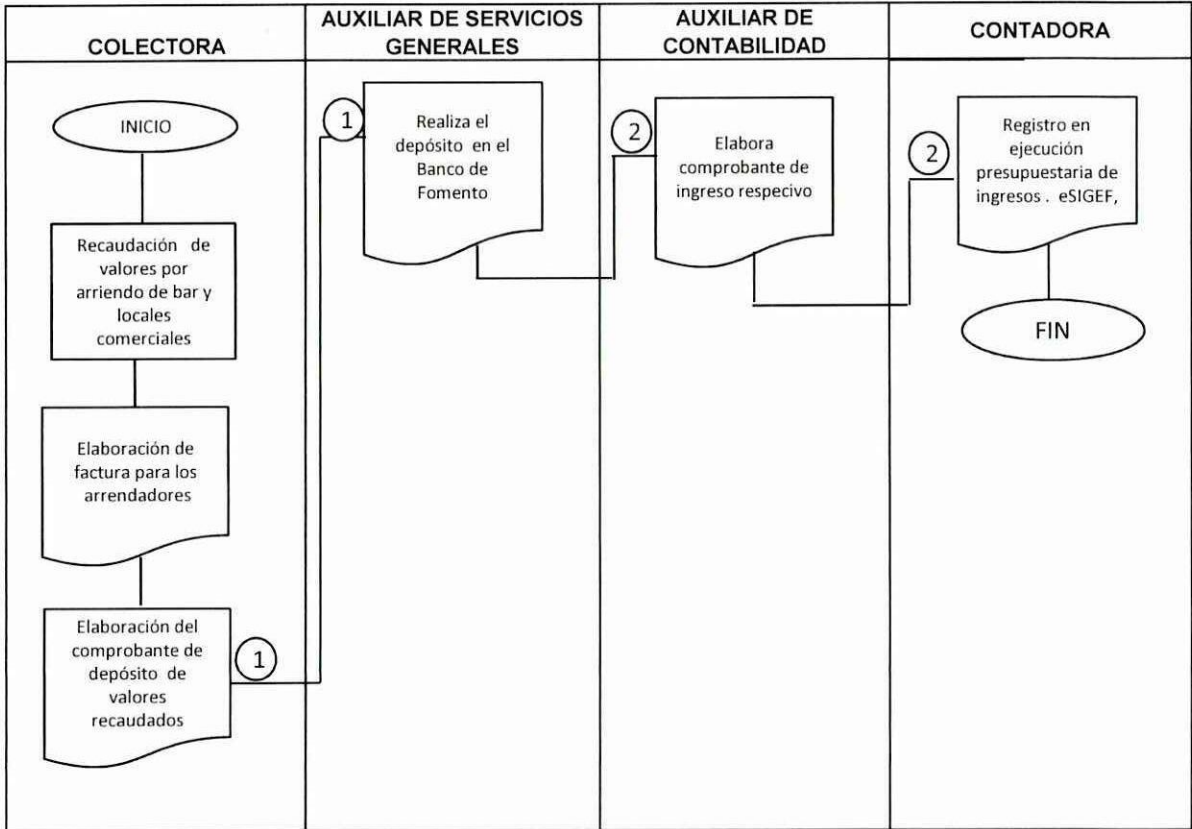 COLECTORA
AUXILIAR DE SERVICIOS
GENERALES
AUXILIAR DE
CONTABILIDAD
CONTADORA
INICIO
Recaudación de
valores por
arriendo de bar y
locales
comerciales
Elaboración de
factura para los
arrendadores
Elaboración del
comprobante de
depósito de
valores
recaudados
1
1
Realiza el
depósito en el
Banco de
Fomento
2
Elabora
comprobante de
ingreso respecivo
2
Registro en
ejecución
presupuestaria de
ingresos . eSIGEF,
FIN